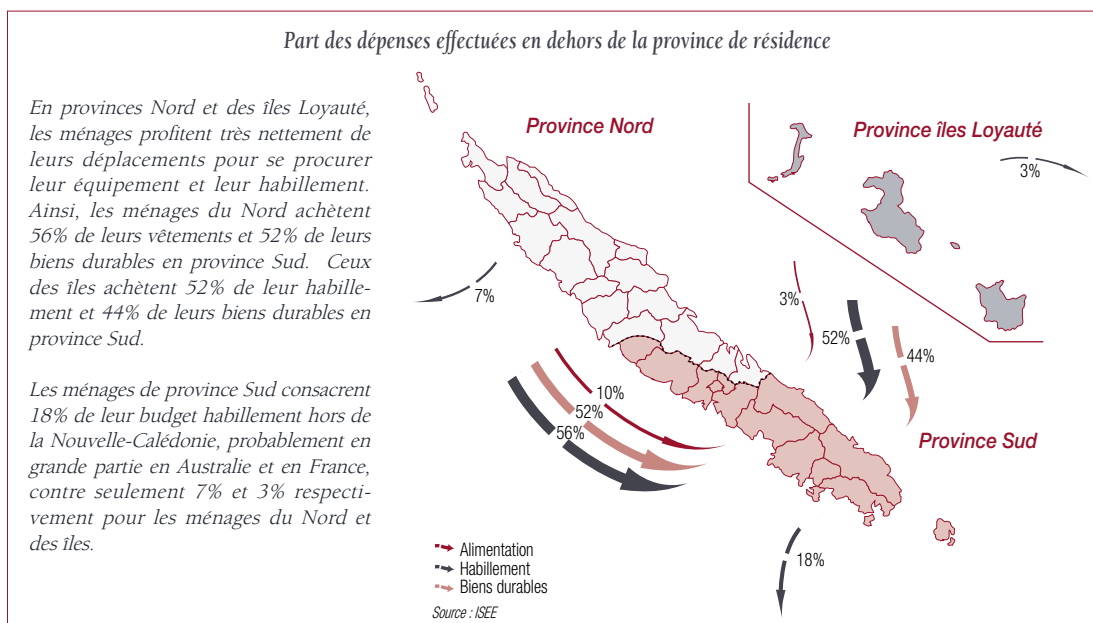 Part des dépenses effectuées en dehors de la province de résidence
En provinces Nord et des îles Loyauté,
les ménages profitent très nettement de
leurs déplacements pour se procurer
leur équipement et leur habillement.
Ainsi, les ménages du Nord achètent
56% de leurs vêtements et 52% de leurs
biens durables en province Sud. Ceux
des îles achètent 52% de leur habille-
ment et 44% de leurs biens durables en
province Sud.
Les ménages de province Sud consacrent
18% de leur budget habillement hors de
la Nouvelle-Calédonie, probablement en
grande partie en Australie et en France,
contre seulement 7% et 3% respecti-
vement pour les ménages du Nord et
des îles.
Province Nord
Province îles Loyauté
3%
7%
3%
52%
44%
10%
52%
56%
Province Sud
18%
Alimentation
Habillement
Biens durables
Source : ISEE